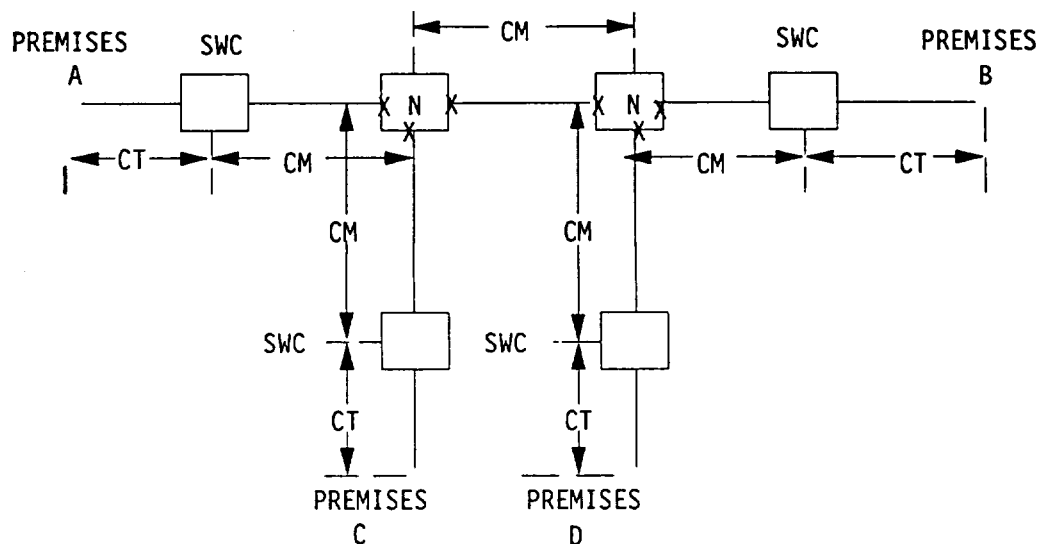 CM
PREMISES
A
SWC
SWC
PREMISES
B
X N X
X
X N X
X
CT
CM
CM
CT
CM
CM
SWC
SWC
CT
CT
PREMISES
C
PREMISES
D